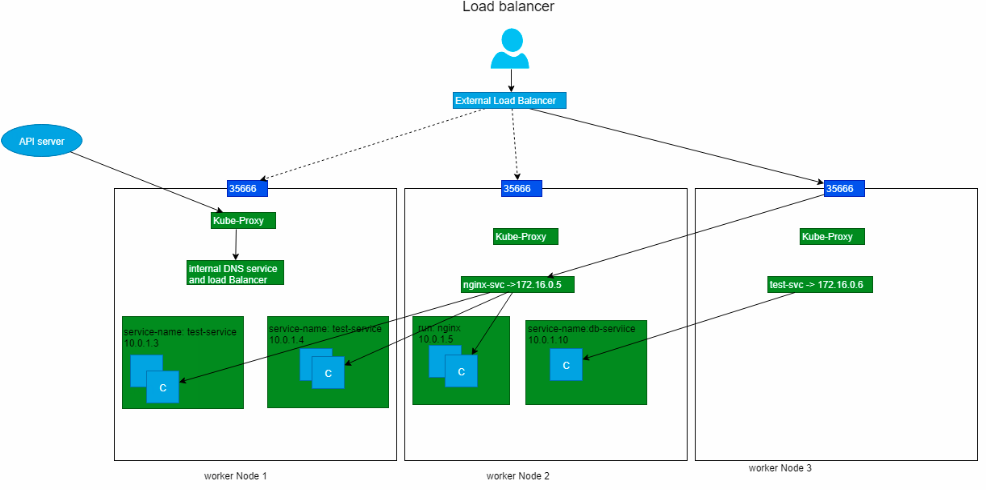 Load balancer
External Load Balancer
API server
35666
35666
35666
Kube-Proxy
Kube-Proxy
Kube-Proxy
internal DNS service
and load Balancer
nginx-svc ->172.16.0.5
test-svc -> 172.16.0.6
service-name: test-service
10.0.1.3
C
service-name: test-service
10.0.1.4
C
run: nginx
10.0.1.5
C
service-name:db-serviice
10.0.1.10
C
worker Node 1
worker Node 2
worker Node 3